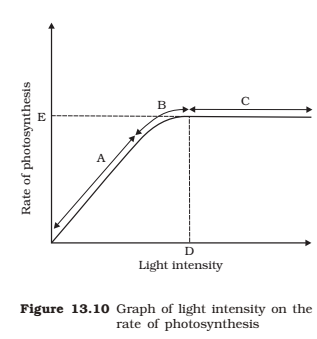 B
C
E
A
Rate of photosynthesis
D
Light intensity
Figure 13.10 Graph of light intensity on the
rate of photosynthesis